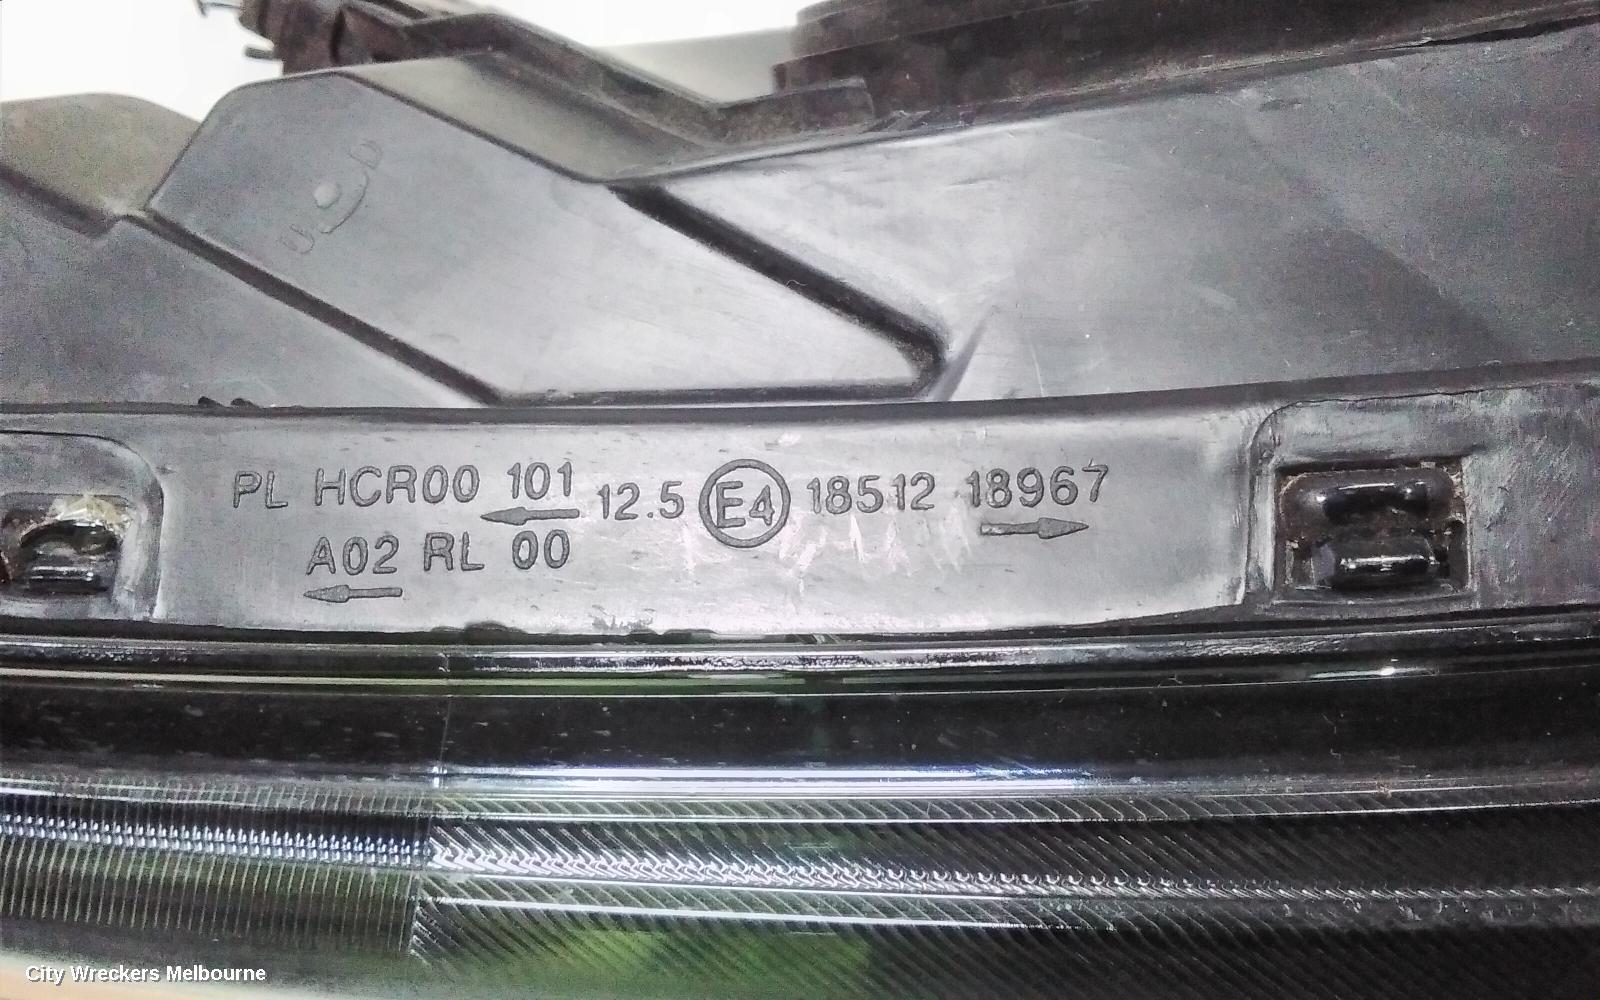 U D
PL HCR00 101 12.5 E4 18512 18967
A02 RL 00
City Wreckers Melbourne